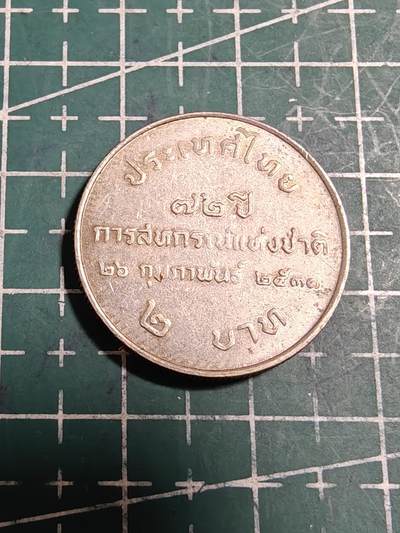 ประเทศไทย
๗๒ ปี
การสหกรณ์แห่งชาติ
๒๖ กุมภาพันธ์ ๒๕๓๑
๒ บาท